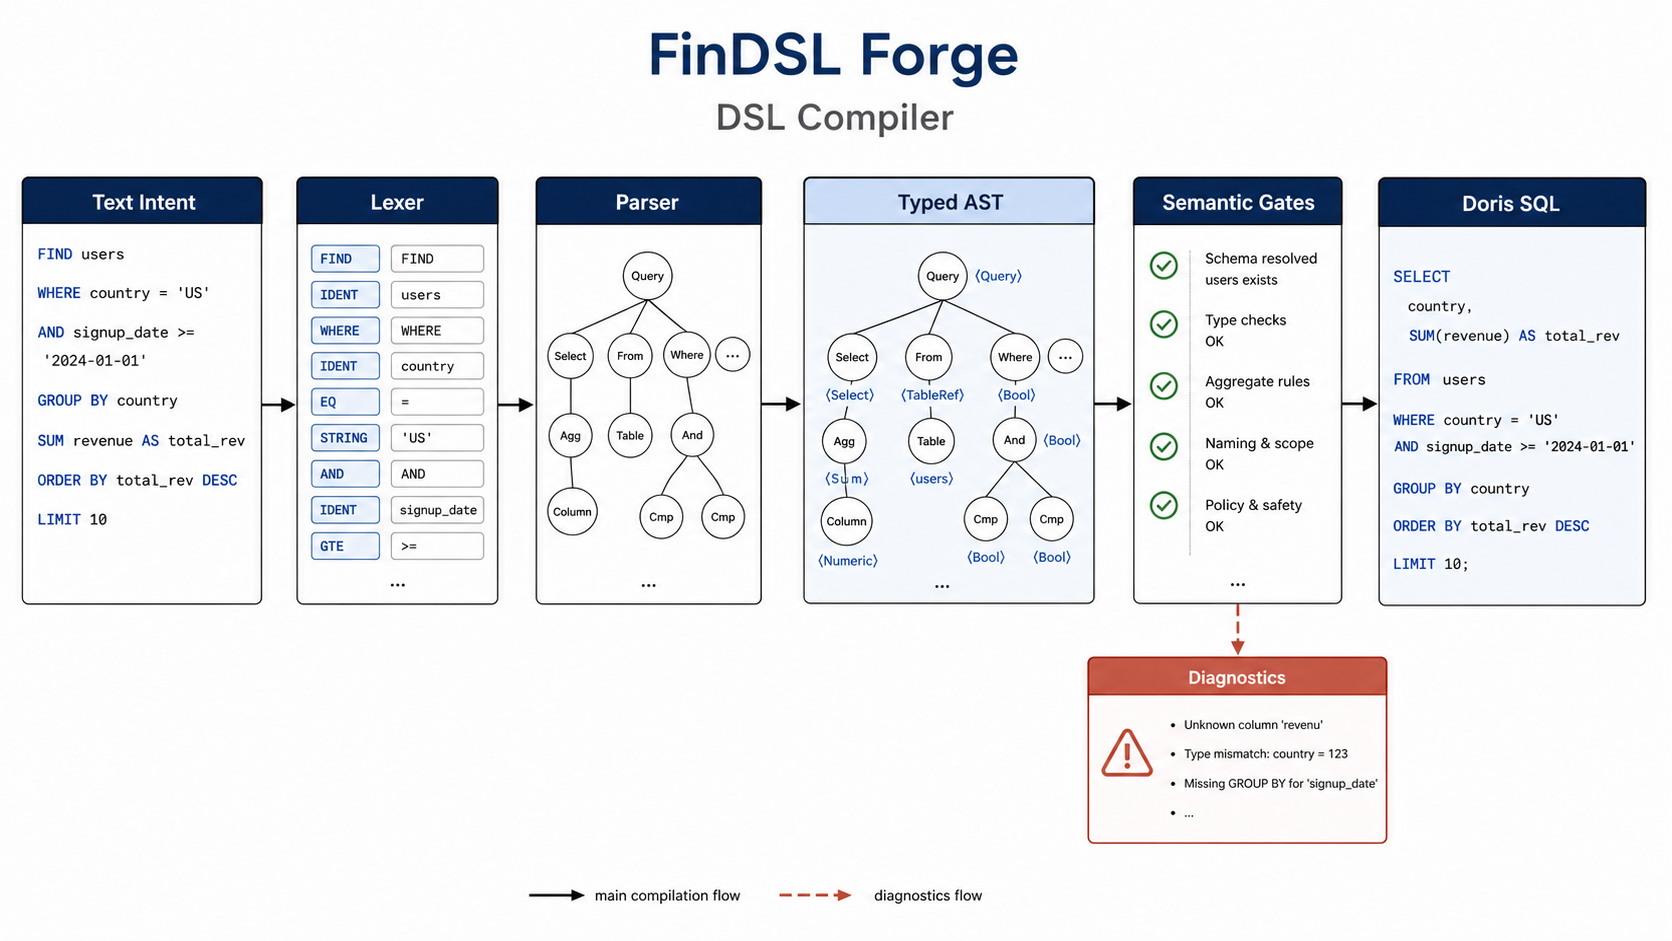 FinDSL Forge
DSL Compiler
Text Intent
FIND users
WHERE country = 'US'
AND signup_date >=
'2024-01-01'
GROUP BY country
SUM revenue AS total_rev
ORDER BY total_rev DESC
LIMIT 10
Lexer
FIND FIND
IDENT users
WHERE WHERE
IDENT country
EQ =
STRING 'US'
AND AND
IDENT signup_date
GTE >=
...
Parser
Query
Select From Where ...
Agg Table And
Column Cmp Cmp
...
Typed AST
Query ⟨Query⟩
Select From Where ...
⟨Select⟩ ⟨TableRef⟩ ⟨Bool⟩
Agg Table And ⟨Bool⟩
⟨Sum⟩ ⟨users⟩
Column Cmp Cmp
⟨Numeric⟩ ⟨Bool⟩ ⟨Bool⟩
...
Semantic Gates
Schema resolved
users exists
Type checks
OK
Aggregate rules
OK
Naming & scope
OK
Policy & safety
OK
...
Doris SQL
SELECT
country,
SUM(revenue) AS total_rev
FROM users
WHERE country = 'US'
AND signup_date >= '2024-01-01'
GROUP BY country
ORDER BY total_rev DESC
LIMIT 10;
Diagnostics
• Unknown column 'revenu'
• Type mismatch: country = 123
• Missing GROUP BY for 'signup_date'
• ...
main compilation flow
diagnostics flow